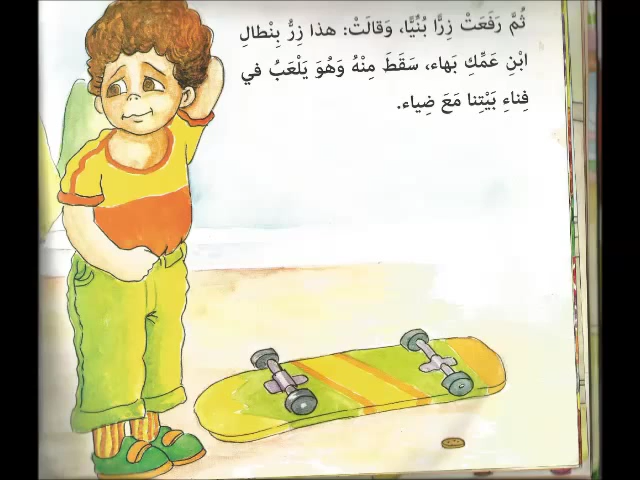 ثُمَّ رَفَعَتْ زِرًّا بُنِّيًّا، وَقالَتْ: هذا زِرُّ بِنْطالِ
ابْنِ عَمِّكِ بَهاء، سَقَطَ مِنْهُ وَهُوَ يَلْعَبُ في
فِناءِ بَيْتِنا مَعَ ضِياء.